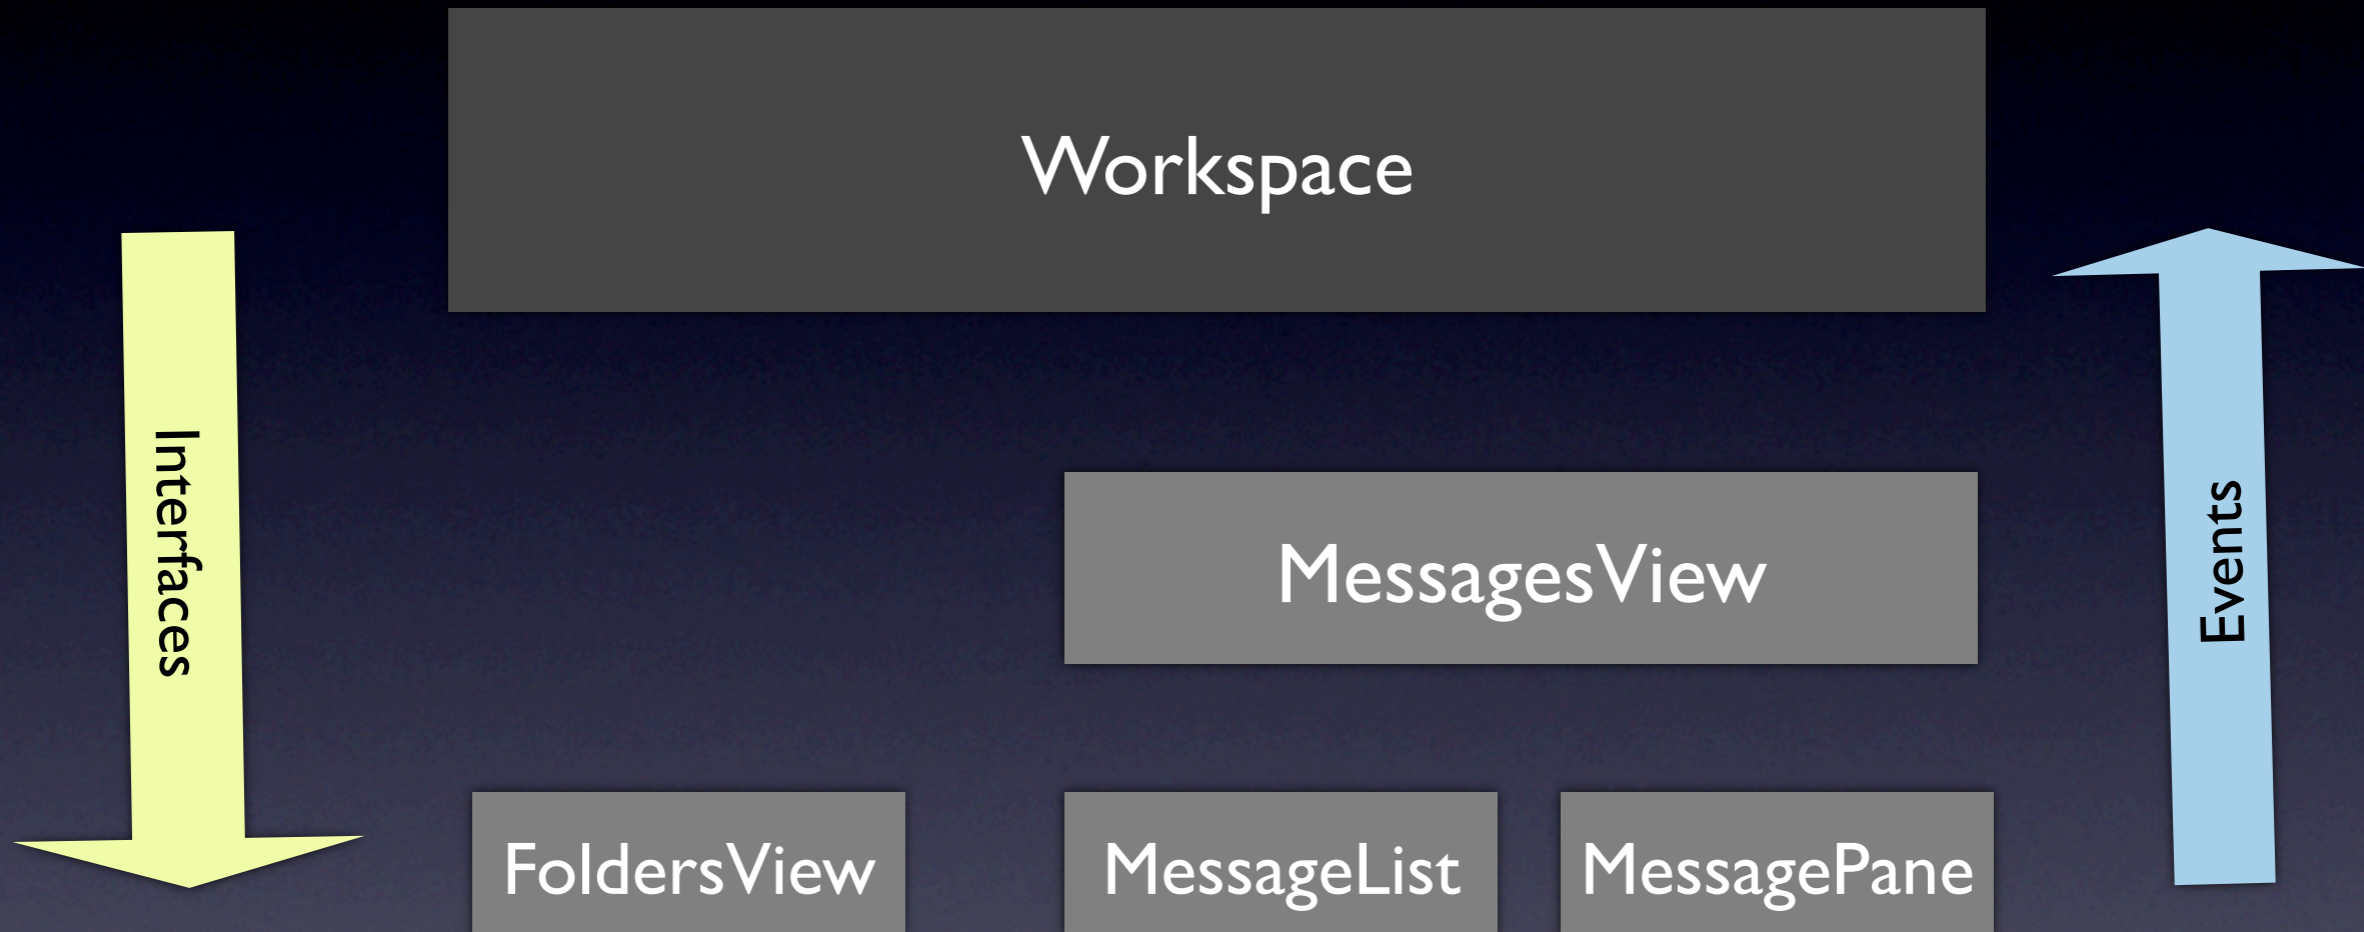 Workspace
Interfaces
Events
MessagesView
FoldersView
MessageList
MessagePane